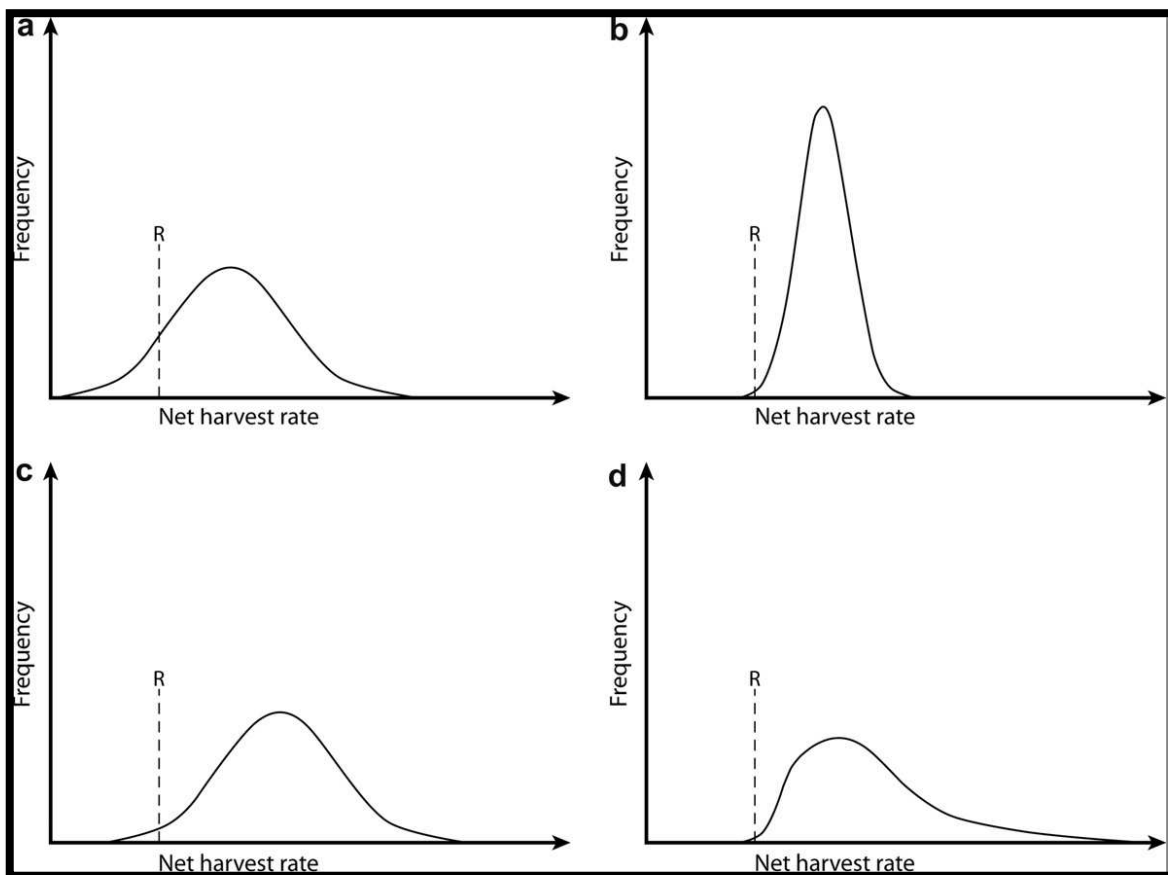 a
Frequency
R
Net harvest rate
b
Frequency
R
Net harvest rate
c
Frequency
R
Net harvest rate
d
Frequency
R
Net harvest rate